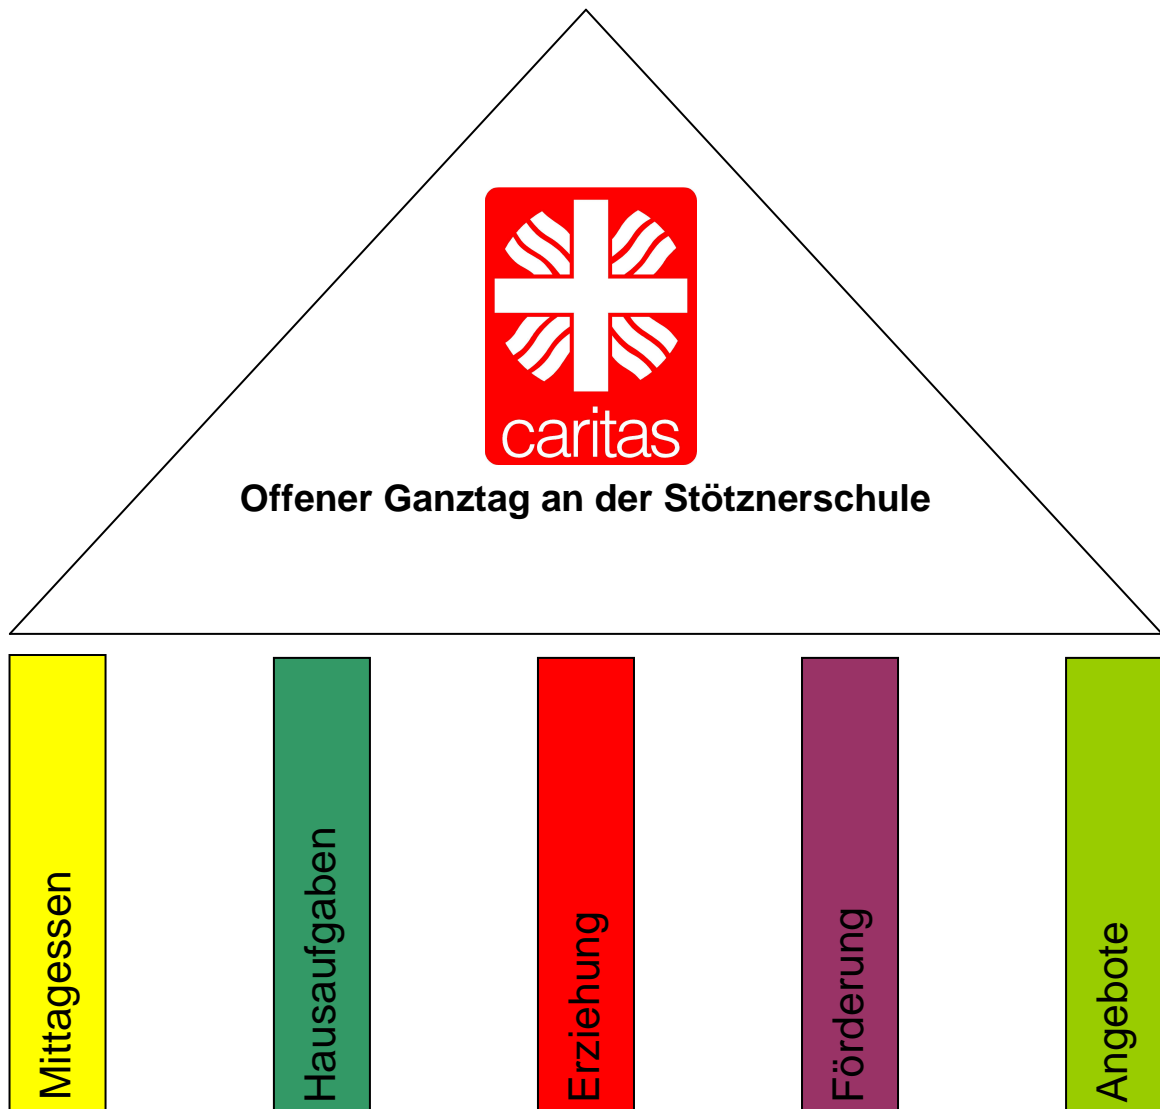 caritas
Offener Ganztag an der Stötznerschule
Mittagessen
Hausaufgaben
Erziehung
Förderung
Angebote